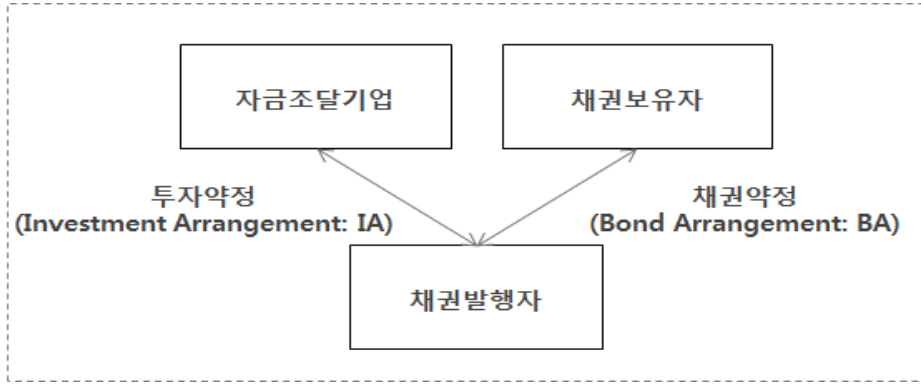 자금조달기업
채권보유자
투자약정
(Investment Arrangement: IA)
채권약정
(Bond Arrangement: BA)
채권발행자